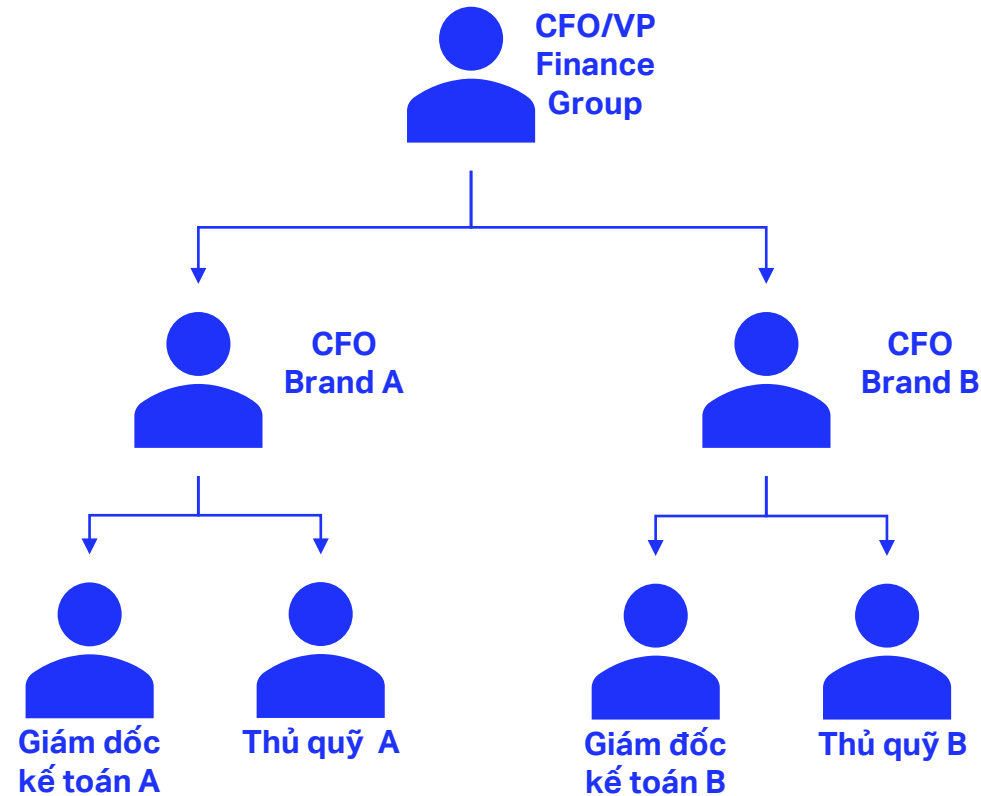 CFO/VP
Finance
Group
CFO
Brand A
CFO
Brand B
Giám dốc
kế toán A
Thủ quỹ A
Giám đốc
kế toán B
Thủ quỹ B